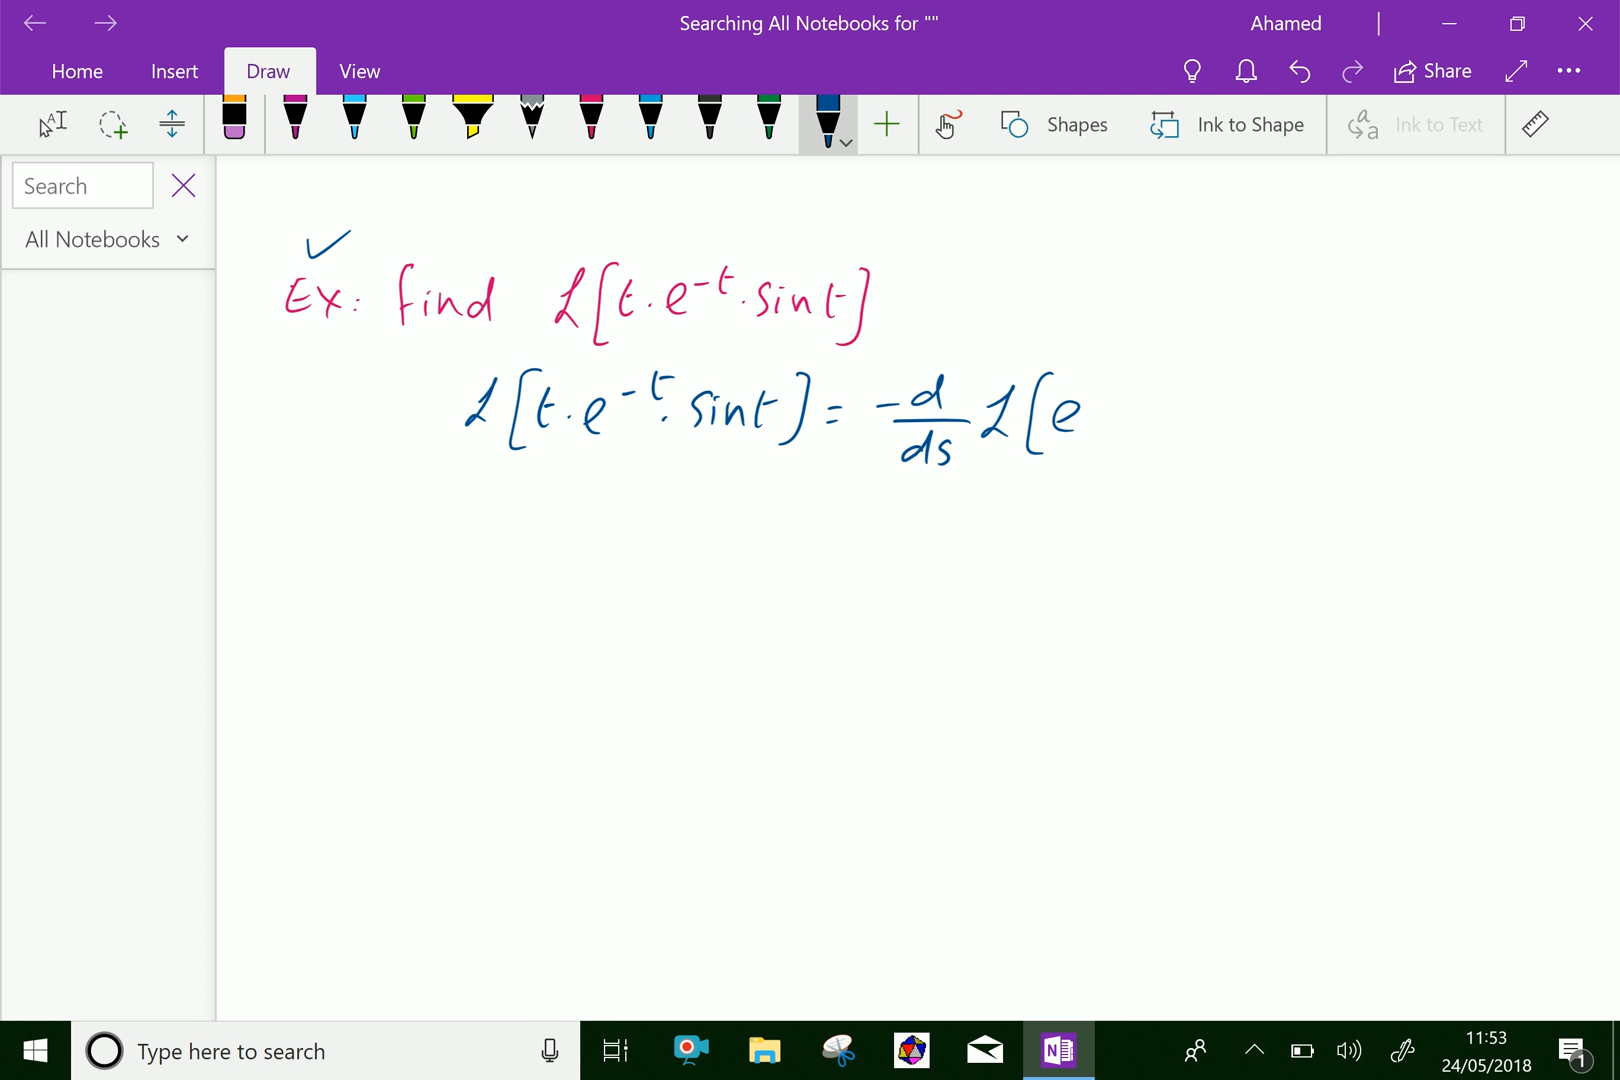 Searching All Notebooks for ""
Ahamed
Home Insert Draw View
Share
Shapes Ink to Shape Ink to Text
Search
All Notebooks
Ex: find ℒ[t.e^{-t}.sint]
ℒ[t.e^{-t}.sint] = -d/ds ℒ[e
Type here to search
11:53
24/05/2018
1